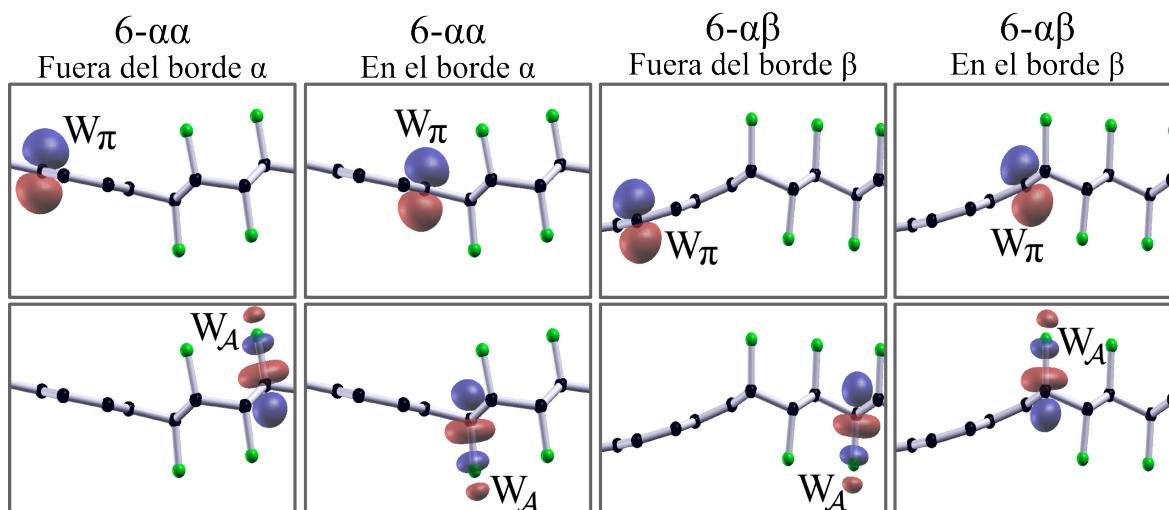 6-αα
Fuera del borde α
6-αα
En el borde α
6-αβ
Fuera del borde β
6-αβ
En el borde β
Wπ
Wπ
Wπ
Wπ
W𝒜
W𝒜
W𝒜
W𝒜